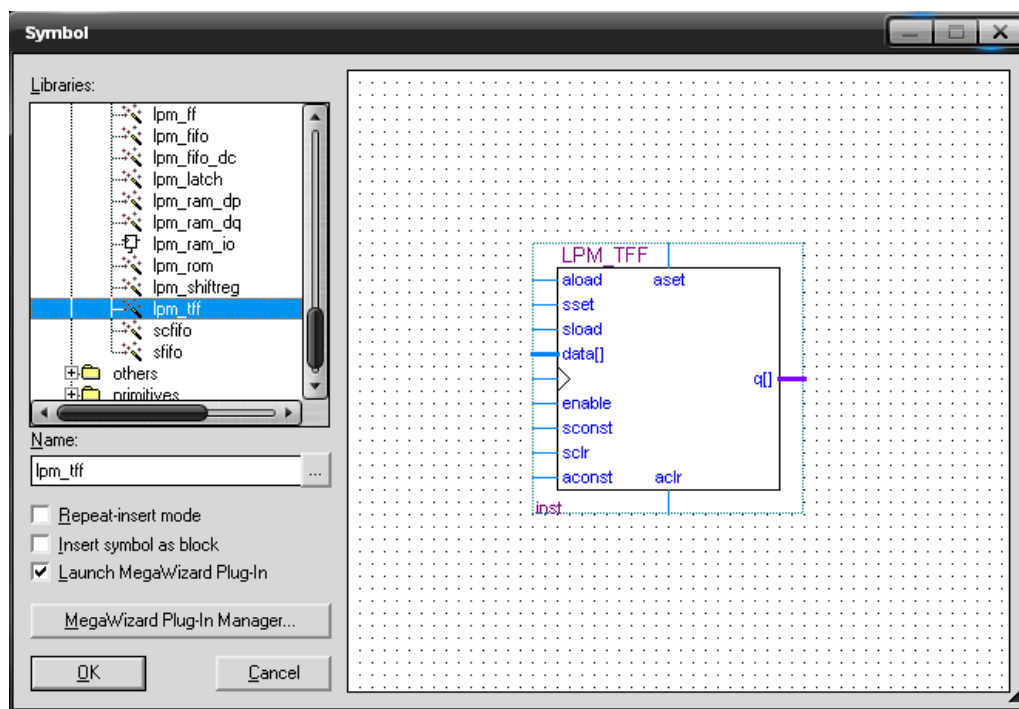 Symbol
Libraries:
lpm_ff
lpm_fifo
lpm_fifo_dc
lpm_latch
lpm_ram_dp
lpm_ram_dq
lpm_ram_io
lpm_rom
lpm_shiftreg
lpm_tff
scfifo
sfifo
others
primitives
Name:
lpm_tff
...
Repeat-insert mode
Insert symbol as block
Launch MegaWizard Plug-In
MegaWizard Plug-In Manager...
OK
Cancel
LPM_TFF
aload aset
sset
sload
data[]
q[]
enable
sconst
sclr
aconst aclr
inst